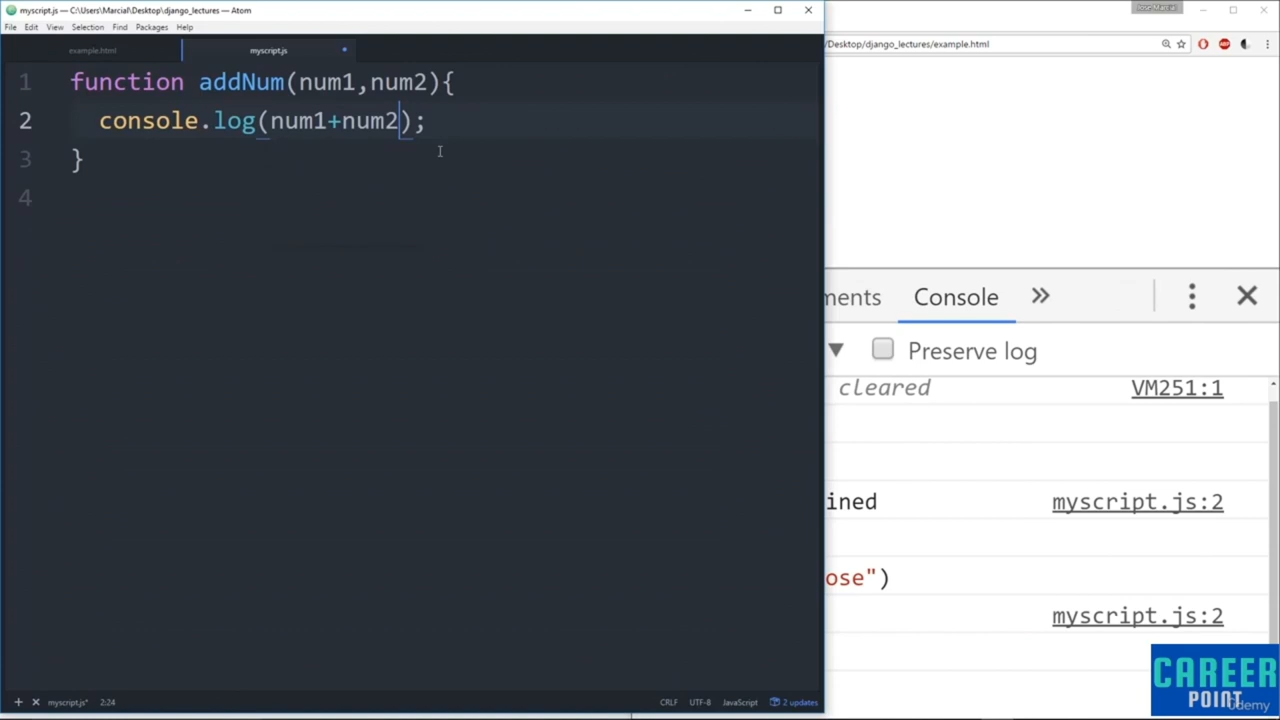 myscript.js — C:\Users\Marcial\Desktop\django_lectures — Atom
Jose Marcial
File Edit View Selection Find Packages Help
/Desktop/django_lectures/example.html
example.html
myscript.js
1 function addNum(num1,num2){
2 console.log(num1+num2);
3 }
4
ments Console
Preserve log
cleared VM251:1
ined myscript.js:2
ose")
myscript.js:2
CAREER
POINT
udemy
myscript.js* 2:24 CRLF UTF-8 JavaScript 2 updates